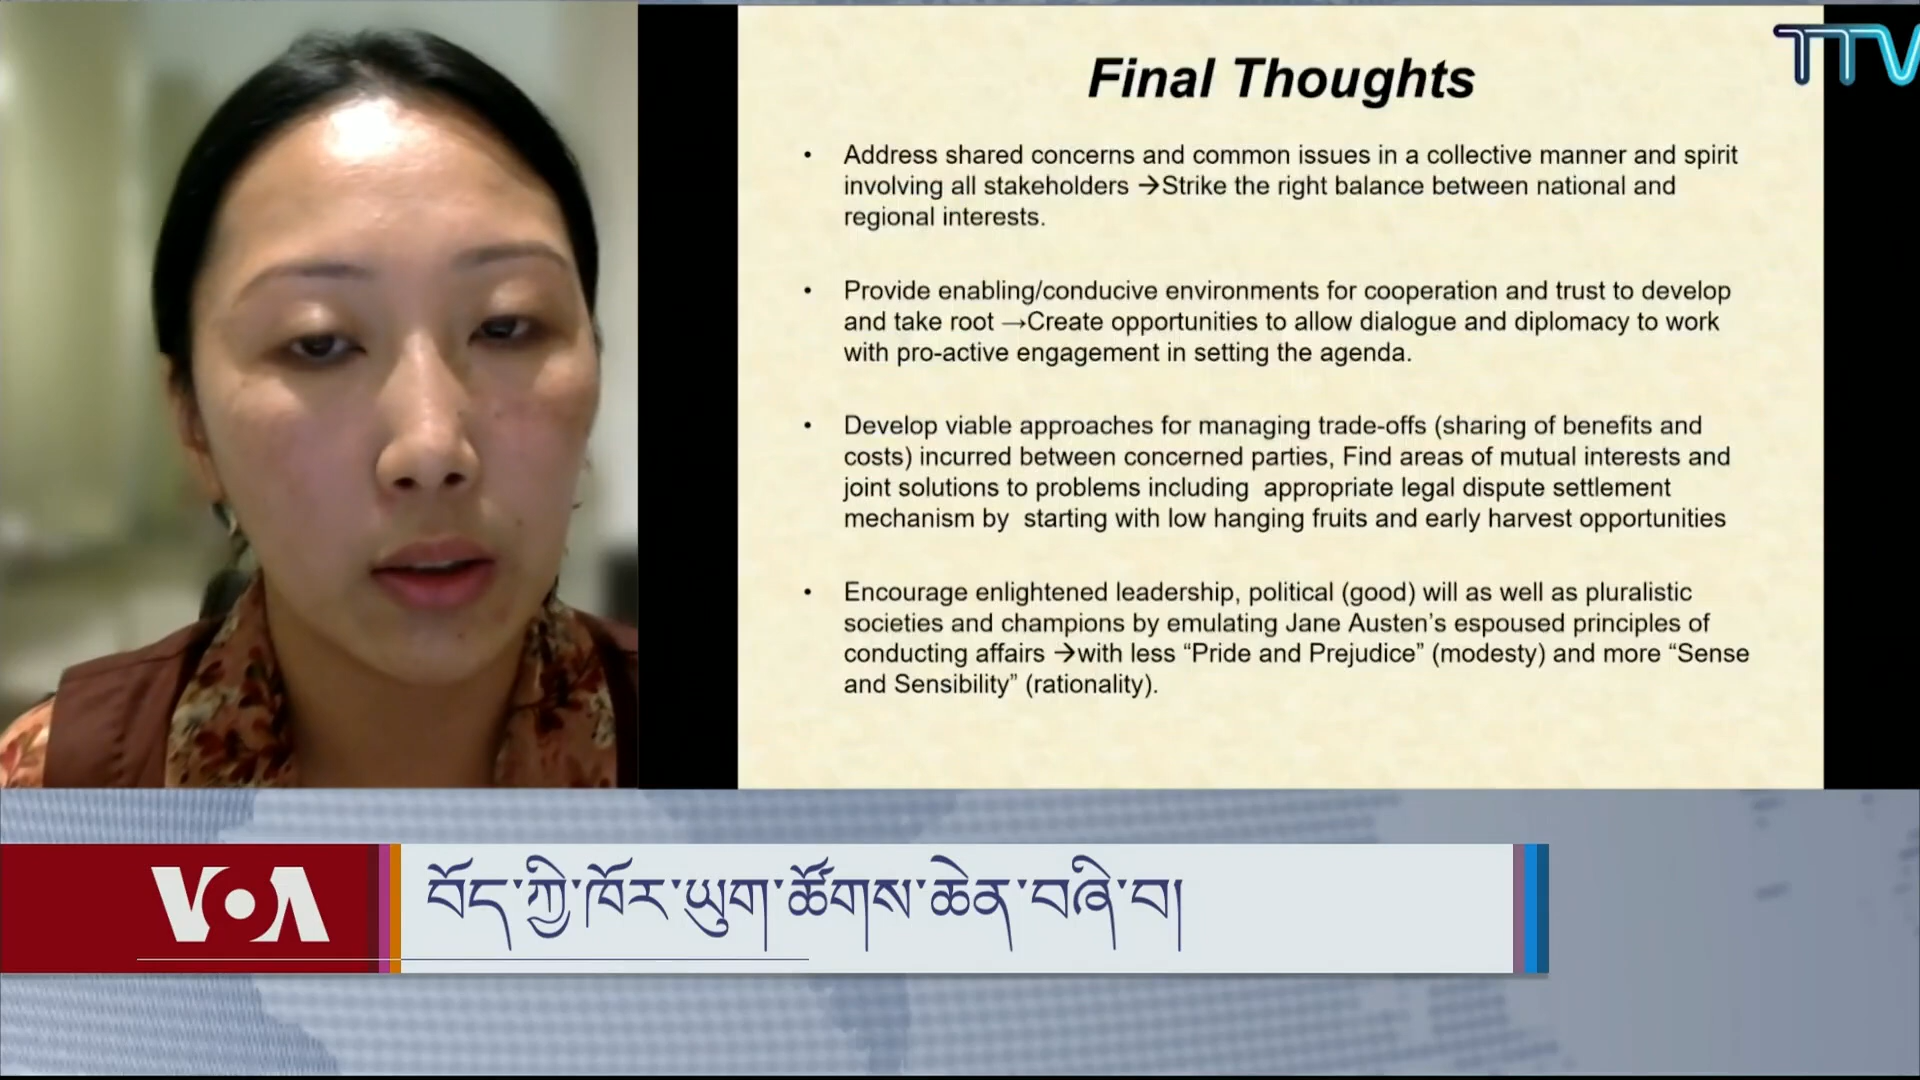 TTV
Final Thoughts
• Address shared concerns and common issues in a collective manner and spirit
involving all stakeholders →Strike the right balance between national and
regional interests.
• Provide enabling/conducive environments for cooperation and trust to develop
and take root →Create opportunities to allow dialogue and diplomacy to work
with pro-active engagement in setting the agenda.
• Develop viable approaches for managing trade-offs (sharing of benefits and
costs) incurred between concerned parties, Find areas of mutual interests and
joint solutions to problems including  appropriate legal dispute settlement
mechanism by  starting with low hanging fruits and early harvest opportunities
• Encourage enlightened leadership, political (good) will as well as pluralistic
societies and champions by emulating Jane Austen’s espoused principles of
conducting affairs →with less “Pride and Prejudice” (modesty) and more “Sense
and Sensibility” (rationality).
VOA
བོད་ཀྱི་ཁོར་ཡུག་ཚོགས་ཆེན་བཞི་བ།